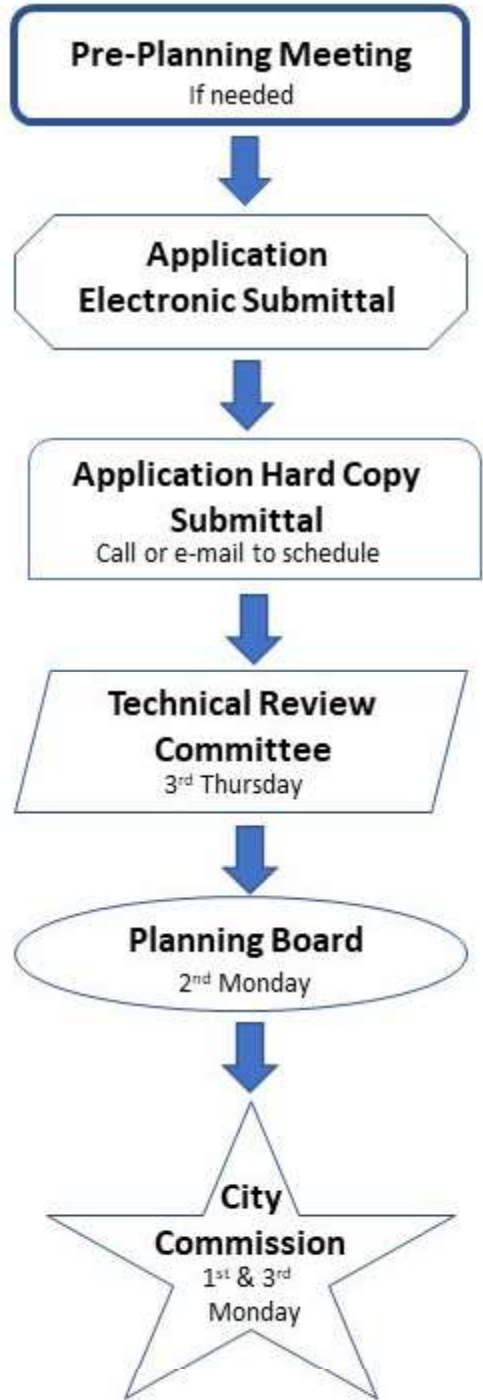 Pre-Planning Meeting
If needed
Application
Electronic Submittal
Application Hard Copy
Submittal
Call or e-mail to schedule
Technical Review
Committee
3rd Thursday
Planning Board
2nd Monday
City
Commission
1st & 3rd
Monday